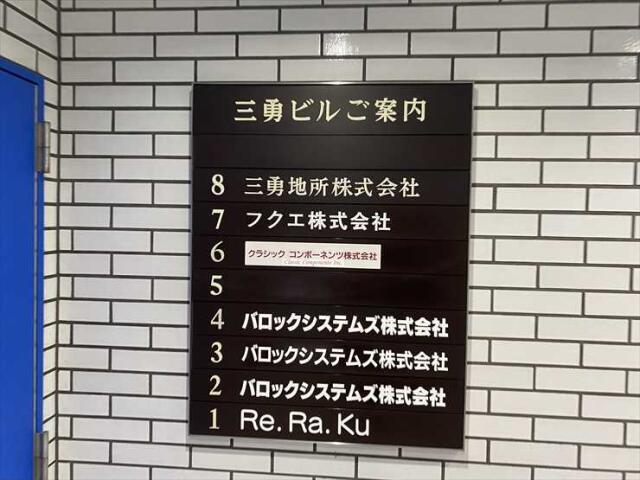 三勇ビルご案内
8 三勇地所株式会社
7 フクエ株式会社
6 クラシック コンポーネンツ株式会社
Classic Components Inc.
5
4 バロックシステムズ株式会社
3 バロックシステムズ株式会社
2 バロックシステムズ株式会社
1 Re.Ra.Ku